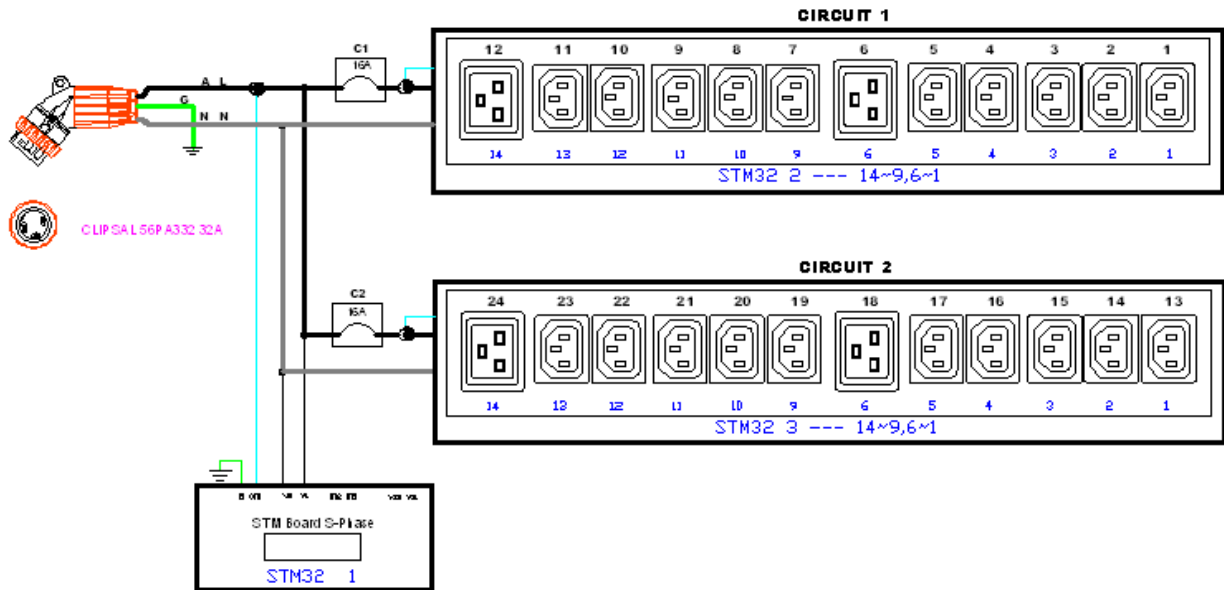 CIRCUIT 1
C1
16A
12 11 10 9 8 7 6 5 4 3 2 1
A L
G
N N
14 13 12 11 10 9 6 5 4 3 2 1
STM32 2 --- 14~9,6~1
CLIPSAL 56PA332 32A
CIRCUIT 2
C2
16A
24 23 22 21 20 19 18 17 16 15 14 13
14 13 12 11 10 9 6 5 4 3 2 1
STM32 3 --- 14~9,6~1
STM Board S-Phase
STM32 1